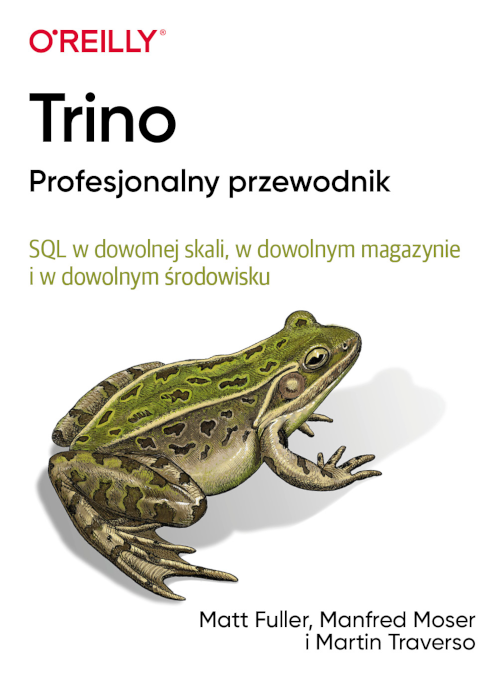 O'REILLY®
Trino
Profesjonalny przewodnik
SQL w dowolnej skali, w dowolnym magazynie
i w dowolnym środowisku
Matt Fuller, Manfred Moser
i Martin Traverso